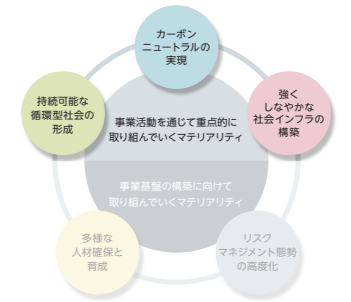 カーボン
ニュートラルの
実現
持続可能な
循環型社会の
形成
強く
しなやかな
社会インフラの
構築
事業活動を通じて重点的に
取り組んでいくマテリアリティ
事業基盤の構築に向けて
取り組んでいくマテリアリティ
多様な
人材確保と
育成
リスク
マネジメント態勢
の高度化